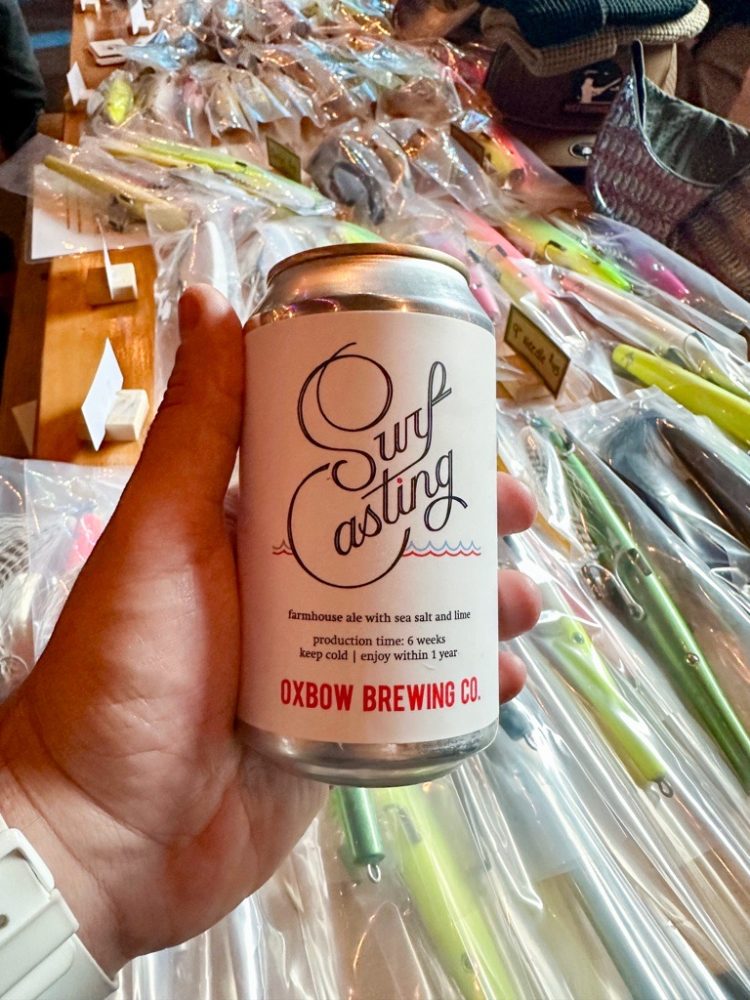 Surf
Casting
farmhouse ale with sea salt and lime
production time: 6 weeks
keep cold | enjoy within 1 year
OXBOW BREWING CO.